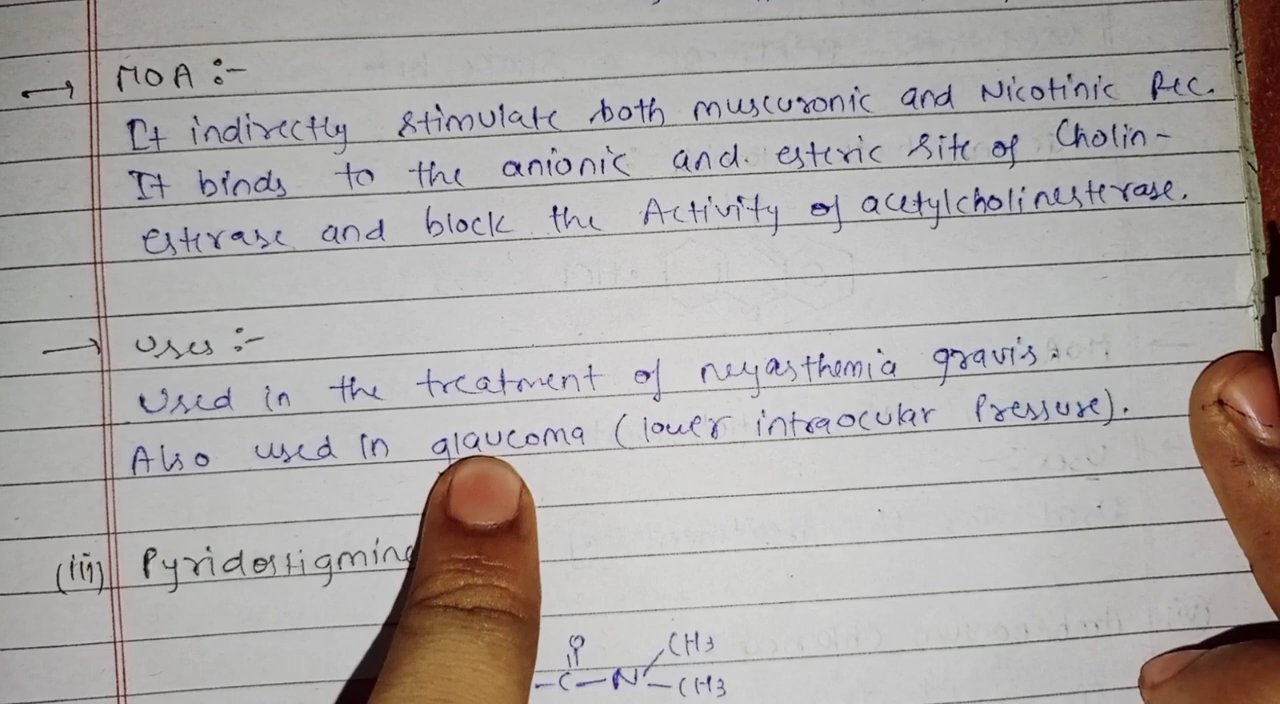 → MOA :-
It indirectly stimulate both muscuronic and Nicotinic Rec.
It binds to the anionic and esteric site of Cholin-
esterase and block the Activity of acetylcholinesterase.
→ Uses :-
Used in the treatment of meyasthemia gravis.
Also used in glaucoma (lower intraocular Pressure).
(iii) Pyridostigmine
O
-C-N-CH3
CH3